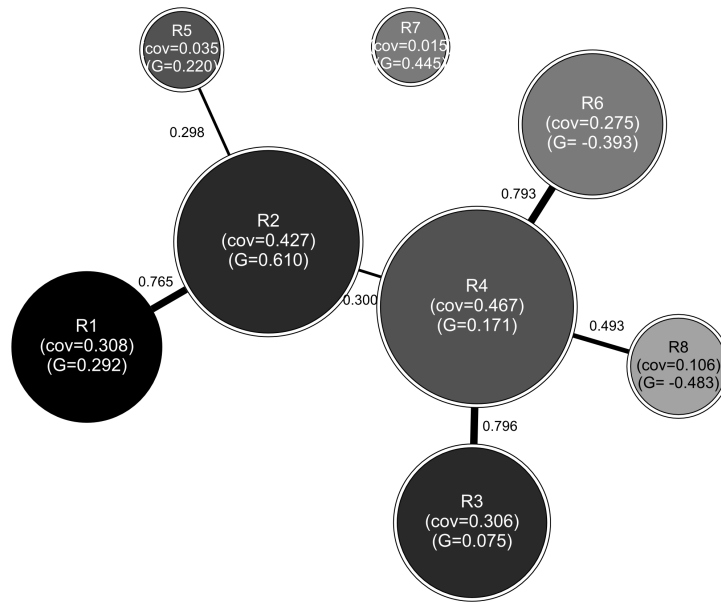 R5
cov=0.035
(G=0.220)
R7
(cov=0.015)
(G=0.445)
R6
(cov=0.275)
(G= -0.393)
0.298
0.793
R2
(cov=0.427)
(G=0.610)
0.765
0.300
R4
(cov=0.467)
(G=0.171)
0.493
R1
(cov=0.308)
(G=0.292)
R8
(cov=0.106)
(G= -0.483)
0.796
R3
(cov=0.306)
(G=0.075)